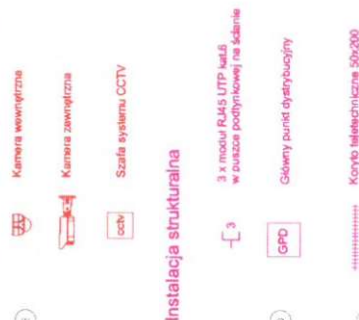 Kamera wewnętrzna
Kamera zewnętrzna
cctv
Szafa systemu CCTV
Instalacja strukturalna
3
3 x moduł RJ45 UTP kat.6
w puszce podtynkowej na ścianie
GPD
Główny punkt dystrybucyjny
Koryto teletechniczne 50x200